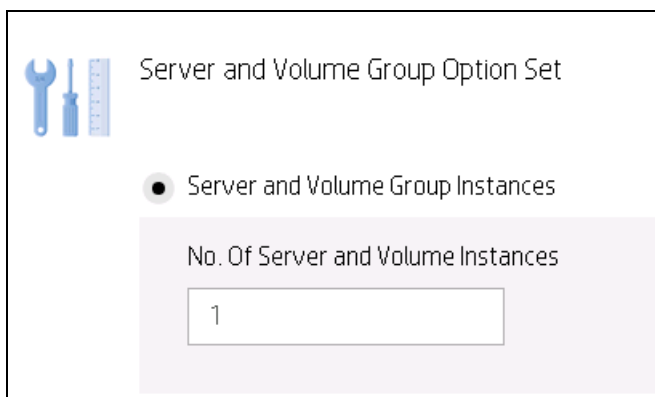 Server and Volume Group Option Set
Server and Volume Group Instances
No. Of Server and Volume Instances
1